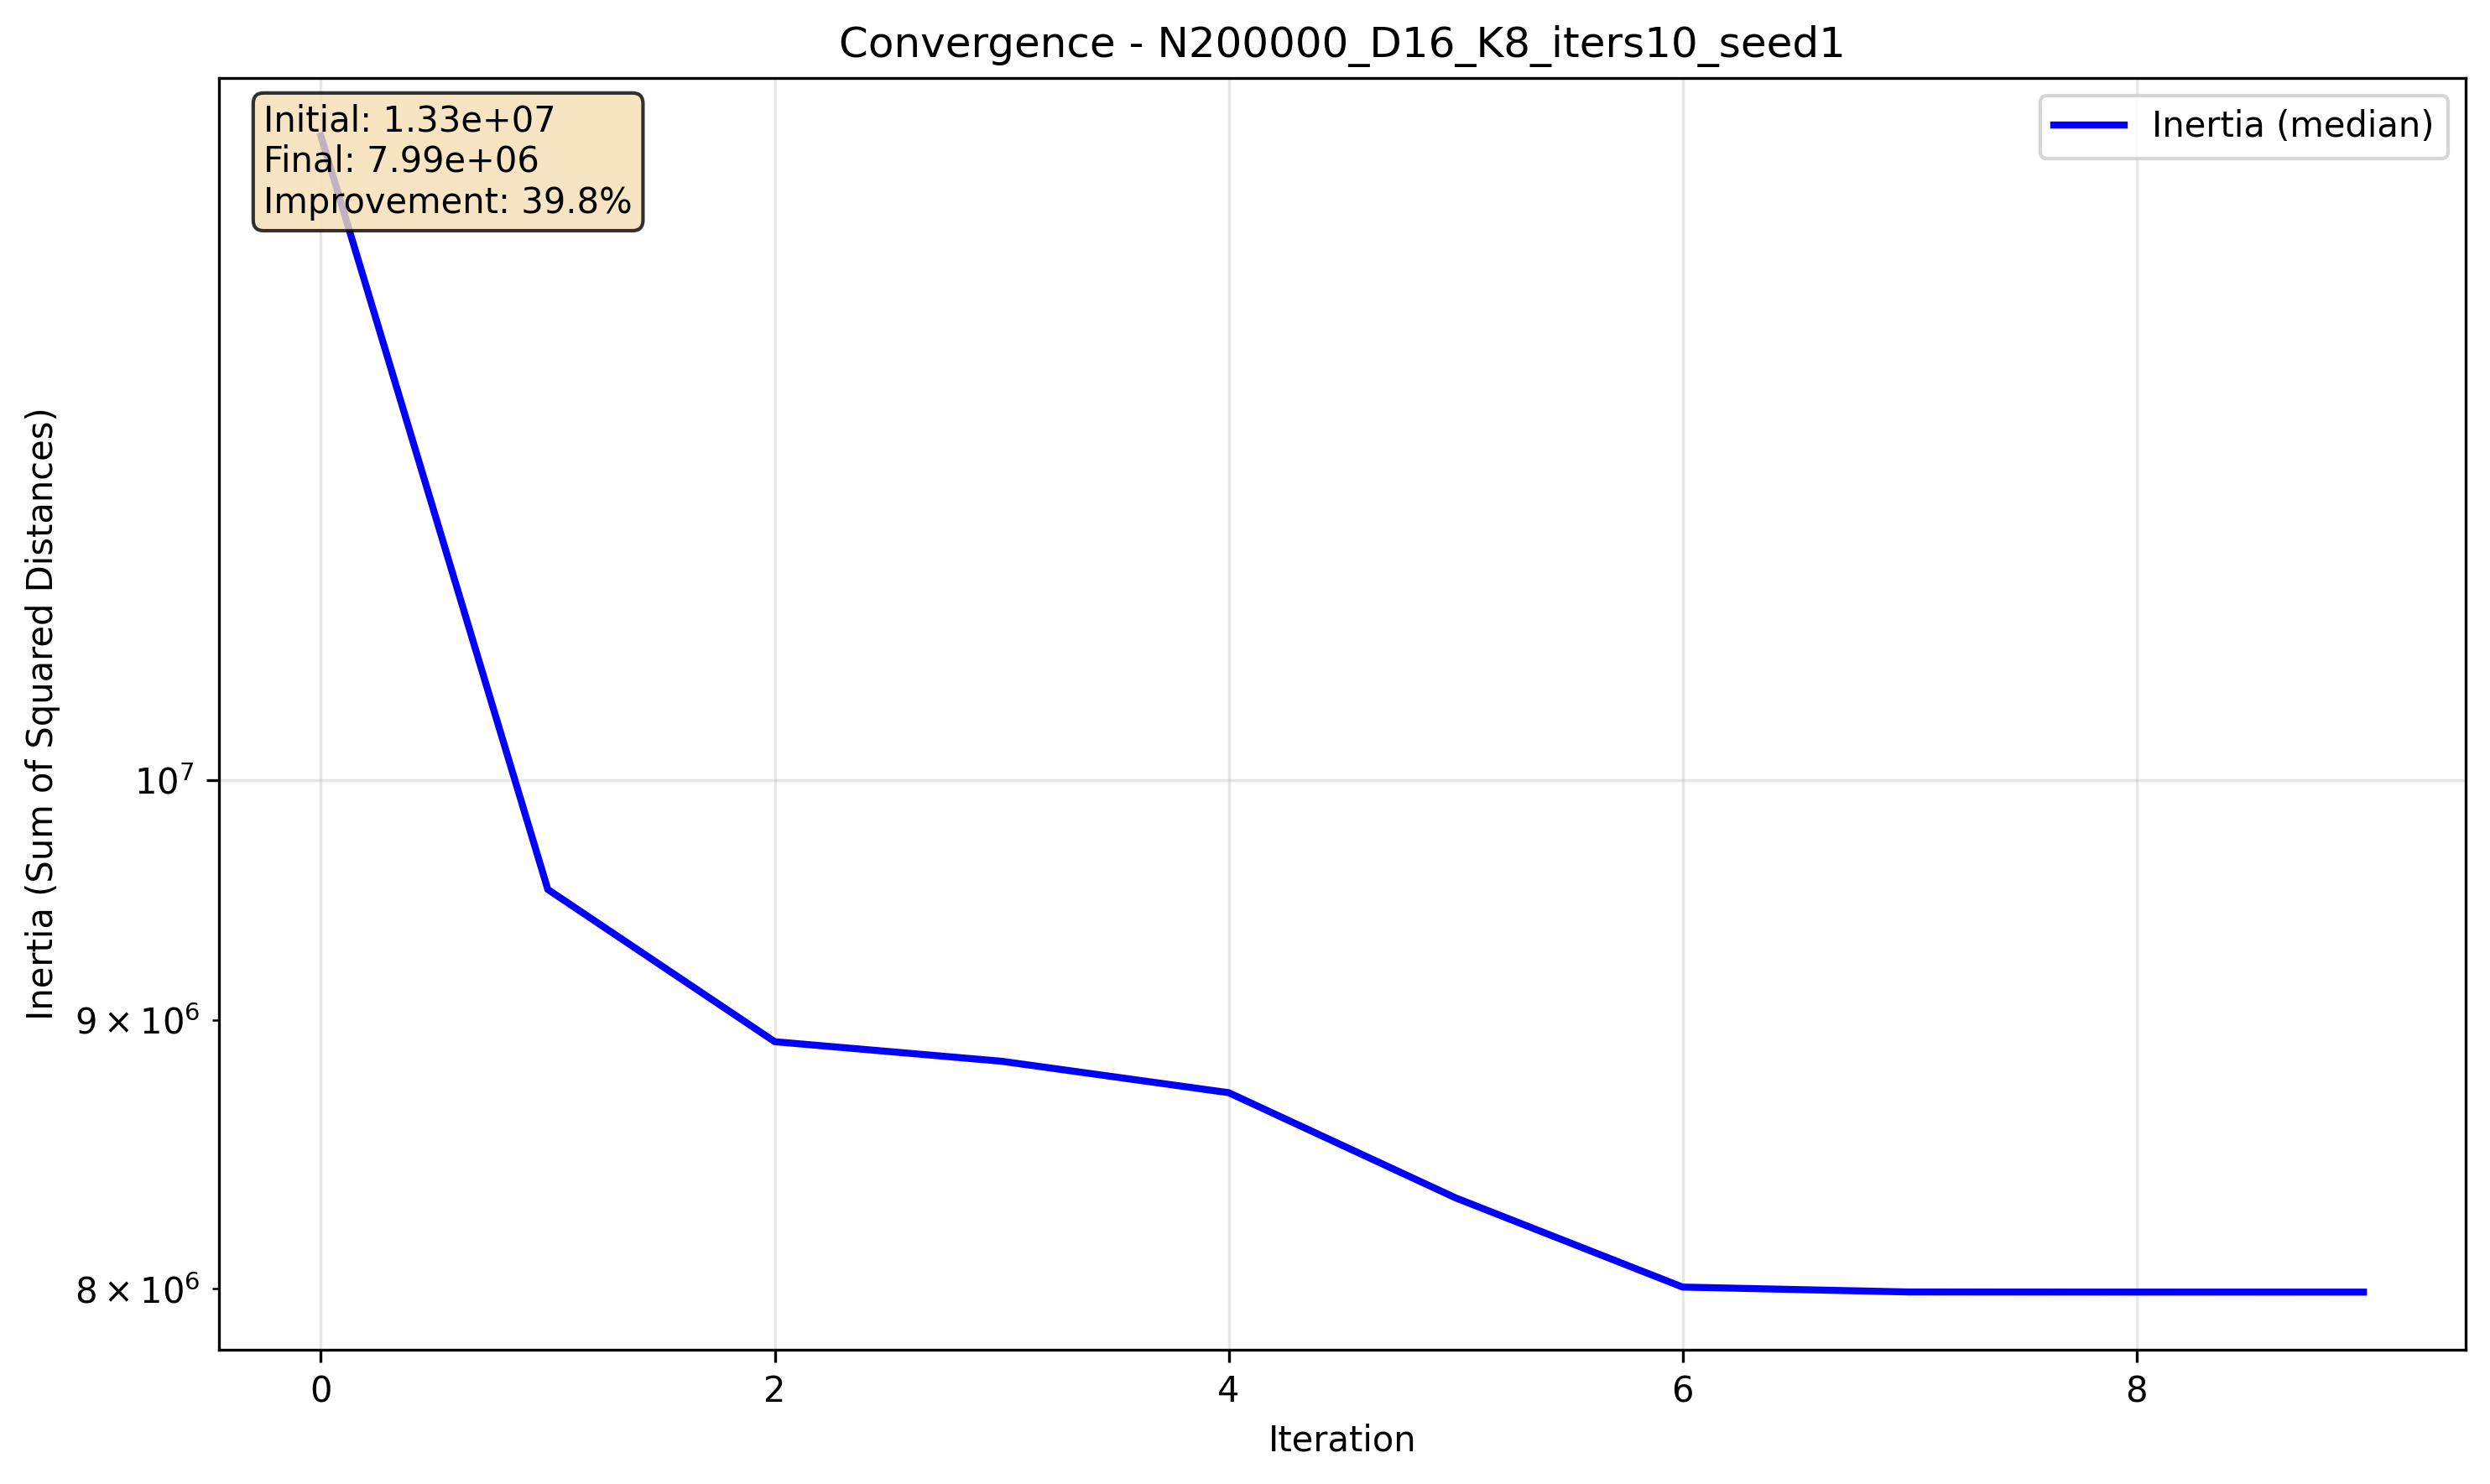 Convergence - N200000_D16_K8_iters10_seed1
Initial: 1.33e+07
Final: 7.99e+06
Improvement: 39.8%
Inertia (median)
Inertia (Sum of Squared Distances)
10⁷
9 × 10⁶
8 × 10⁶
0 2 4 6 8
Iteration